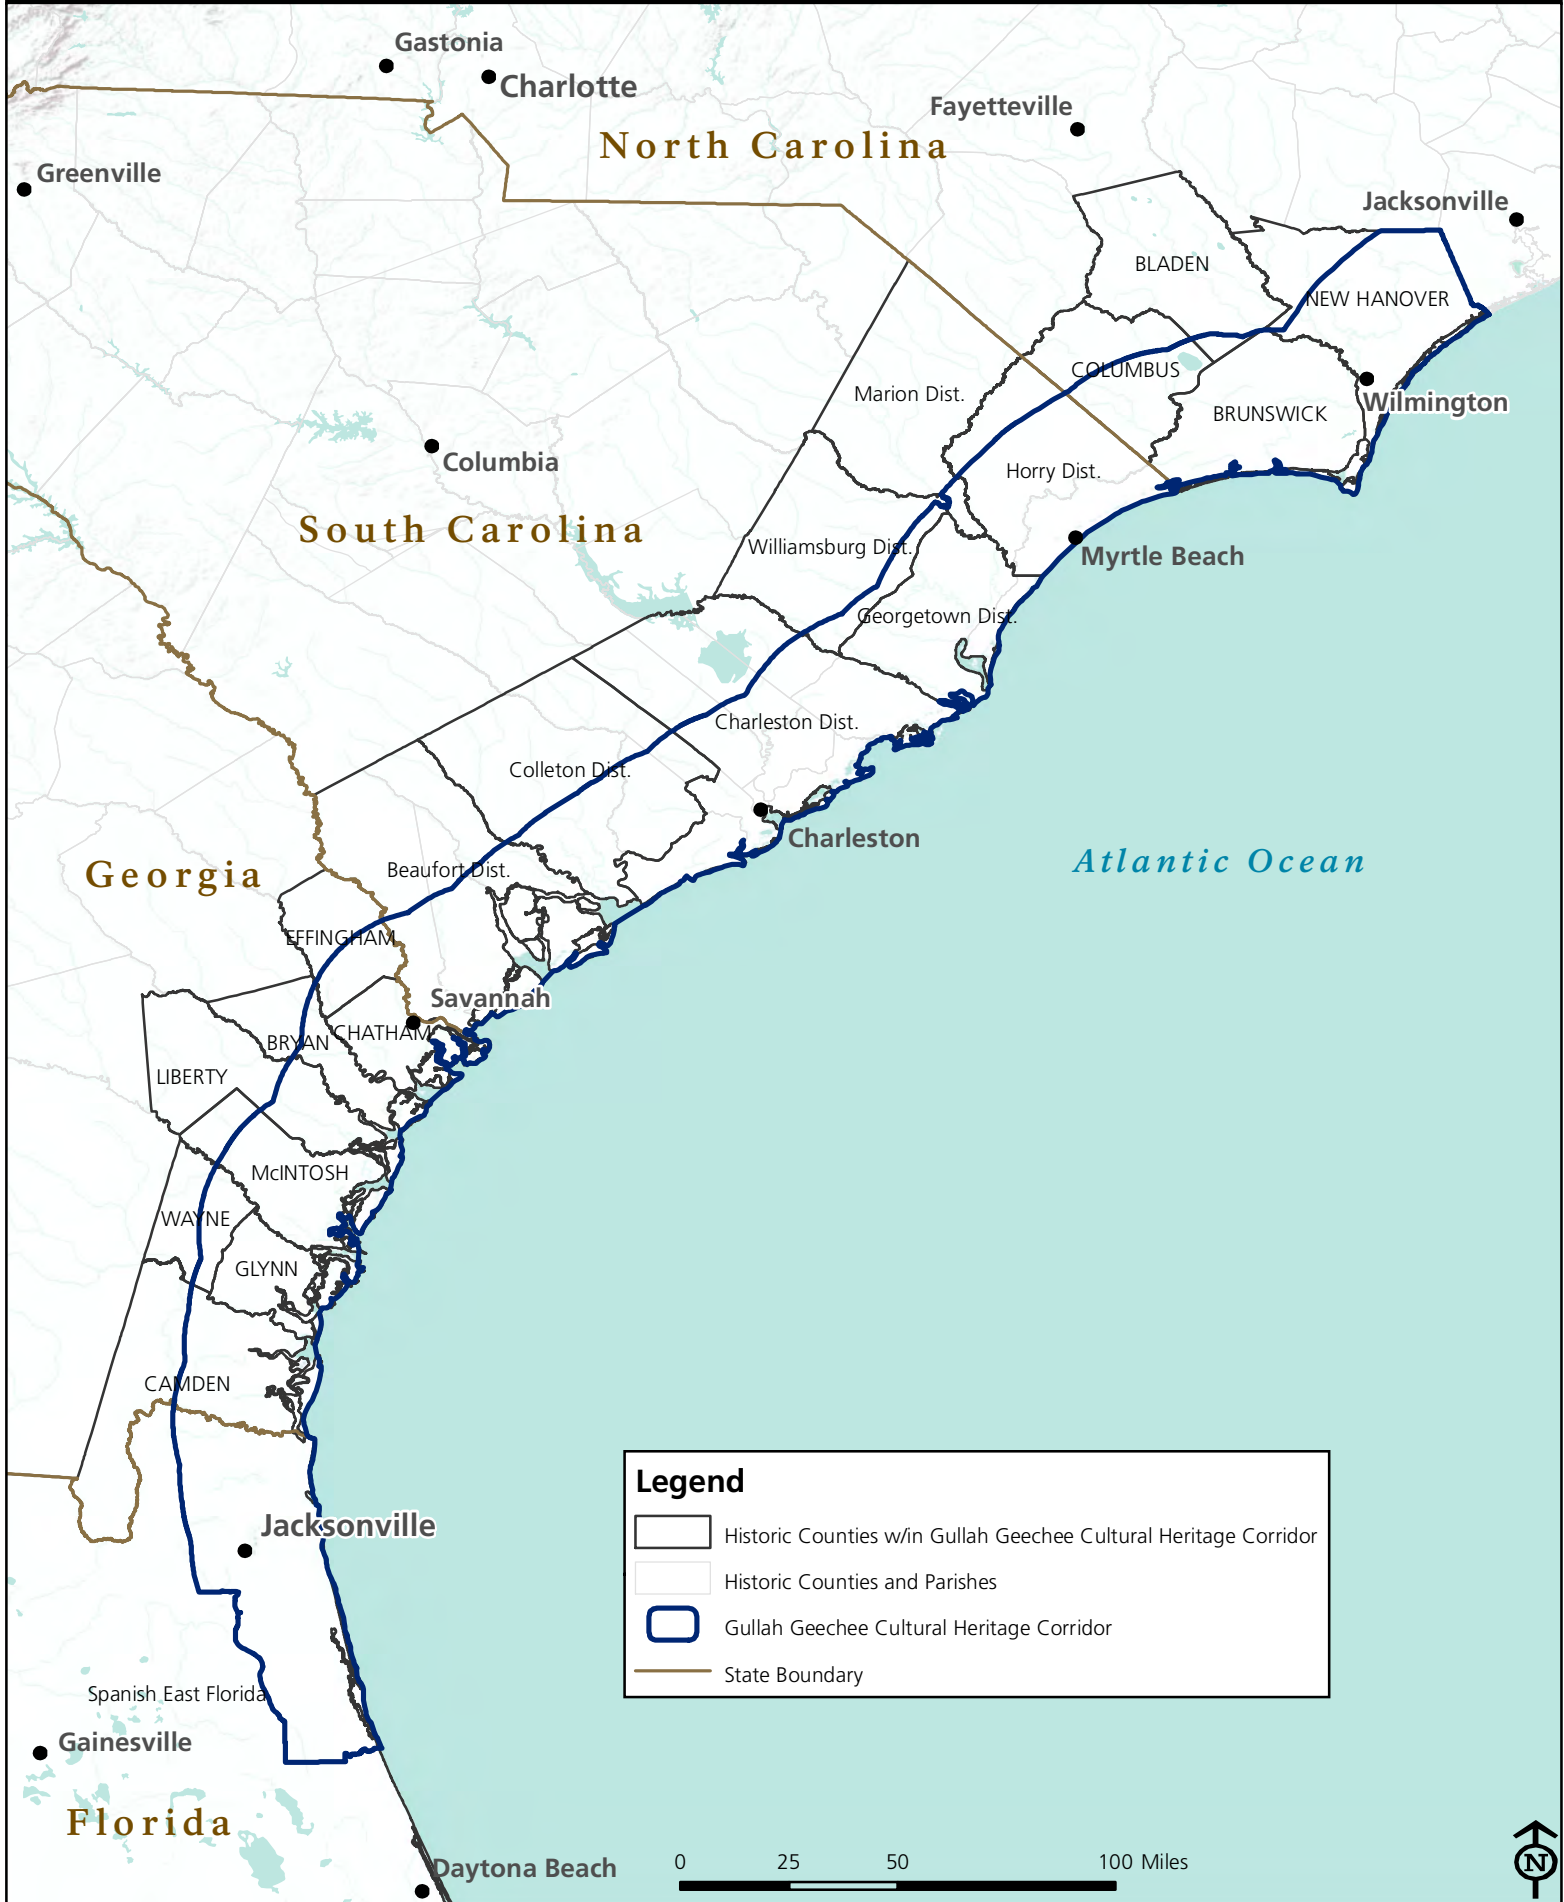 Gastonia
Charlotte
Fayetteville
North Carolina
Greenville
Jacksonville
BLADEN
NEW HANOVER
COLUMBUS
Marion Dist.
Wilmington
BRUNSWICK
Columbia
Horry Dist.
South Carolina
Williamsburg Dist.
Myrtle Beach
Georgetown Dist.
Charleston Dist.
Colleton Dist.
Charleston
Atlantic Ocean
Beaufort Dist.
Georgia
EFFINGHAM
Savannah
CHATHAM
BRYAN
LIBERTY
McINTOSH
WAYNE
GLYNN
CAMDEN
Legend
Historic Counties w/in Gullah Geechee Cultural Heritage Corridor
Historic Counties and Parishes
Gullah Geechee Cultural Heritage Corridor
State Boundary
Jacksonville
Spanish East Florida
Gainesville
Florida
Daytona Beach
0 25 50 100 Miles
N